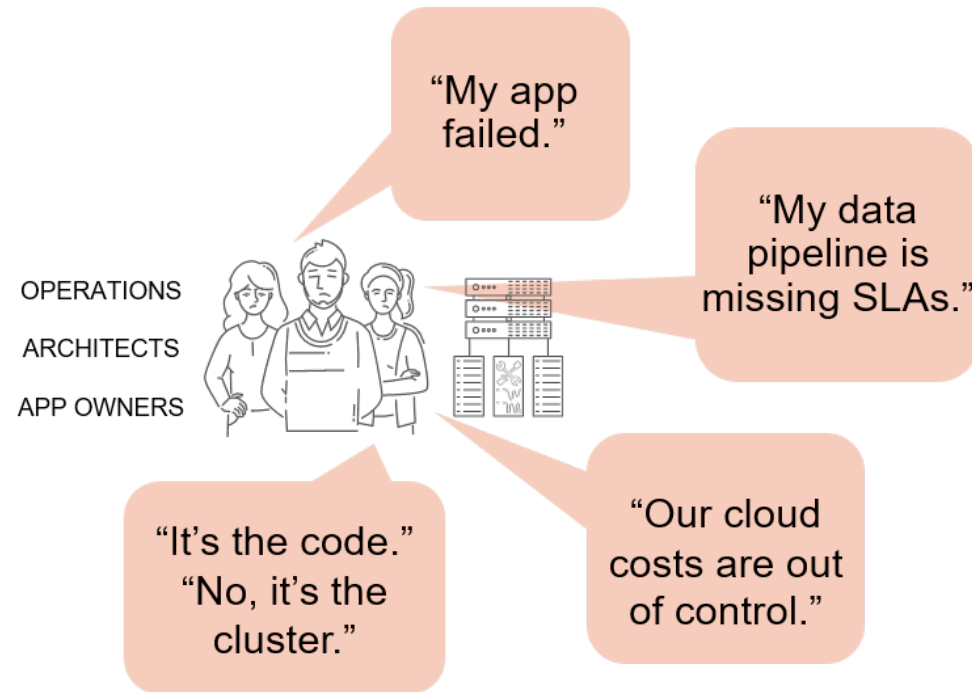 “My app
failed.”
“My data
pipeline is
missing SLAs.”
OPERATIONS
ARCHITECTS
APP OWNERS
“It’s the code.”
“No, it’s the
cluster.”
“Our cloud
costs are out
of control.”